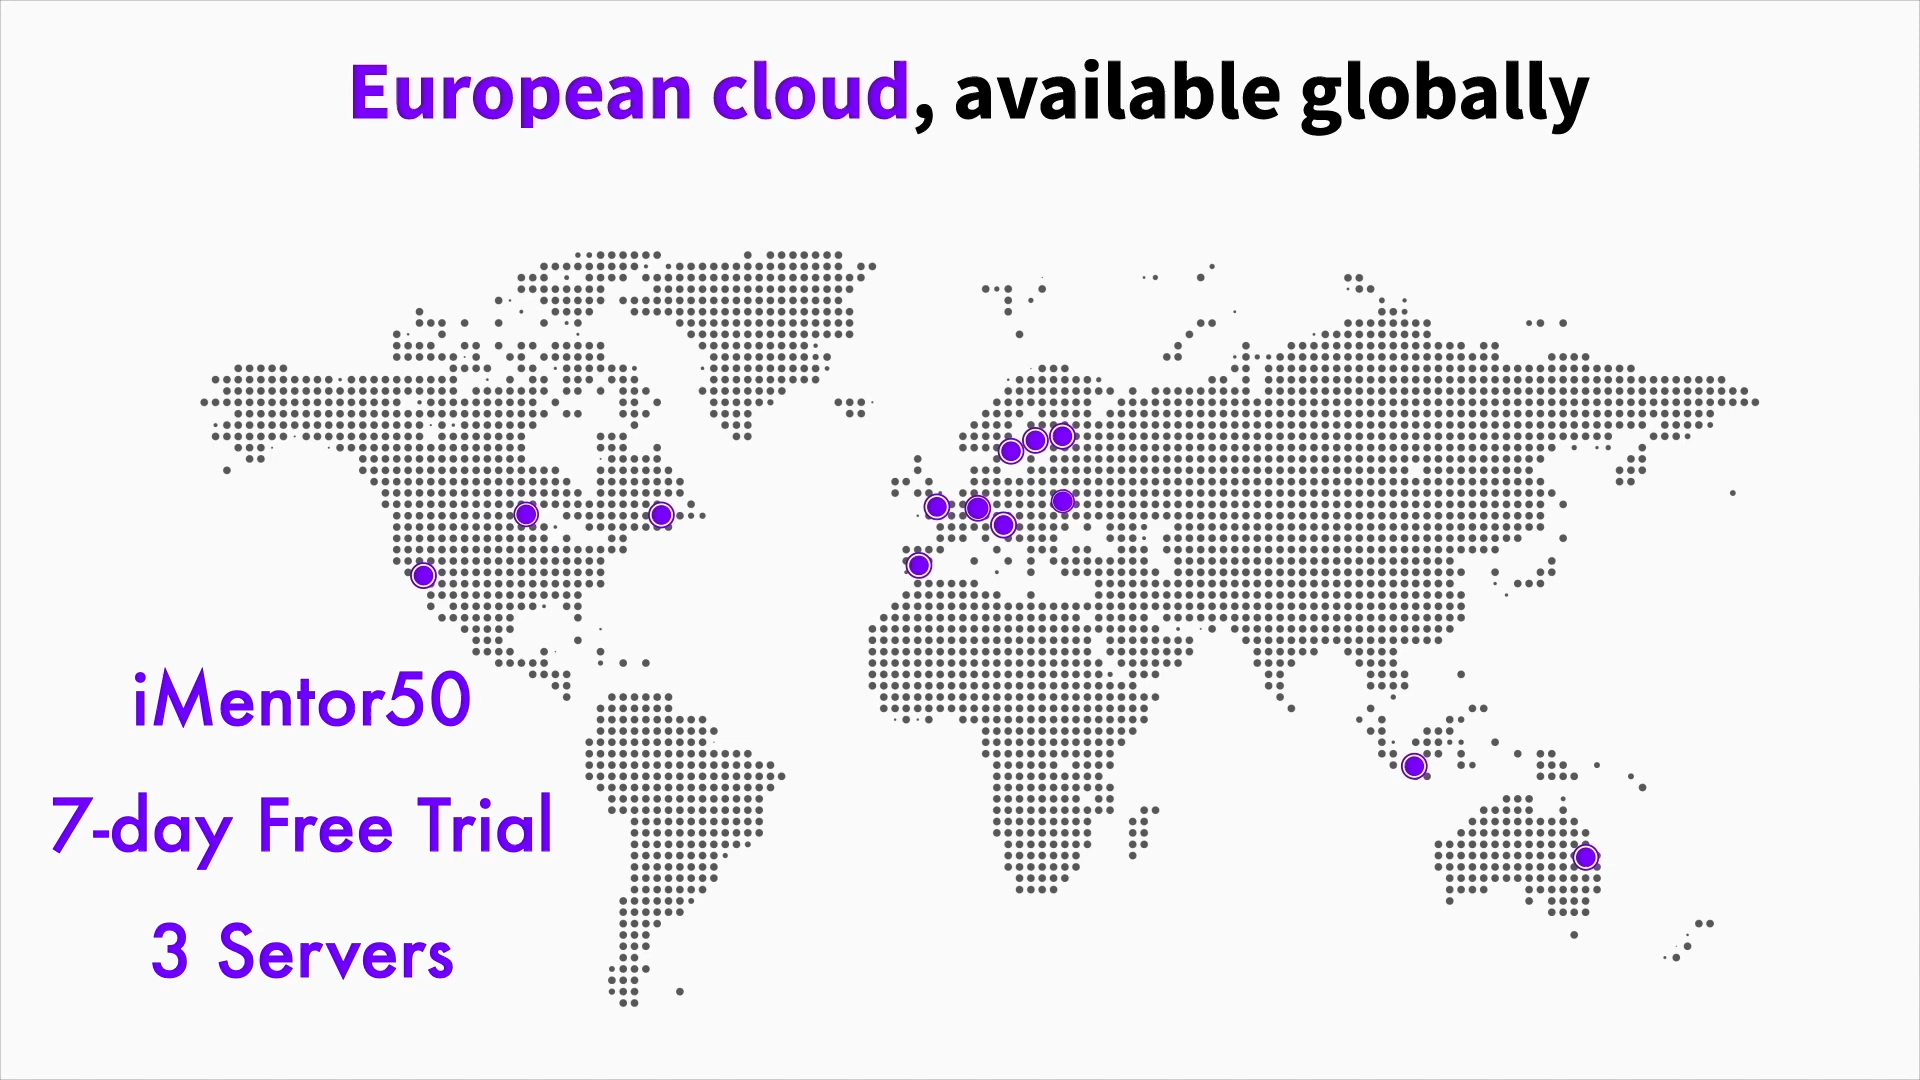 European cloud, available globally
iMentor50
7-day Free Trial
3 Servers